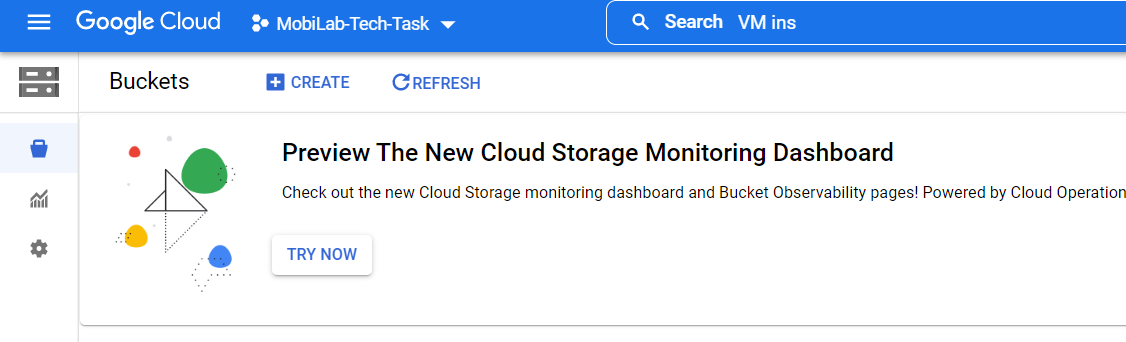 Google Cloud MobiLab-Tech-Task Search VM ins
Buckets CREATE REFRESH
Preview The New Cloud Storage Monitoring Dashboard
Check out the new Cloud Storage monitoring dashboard and Bucket Observability pages! Powered by Cloud Operation
TRY NOW